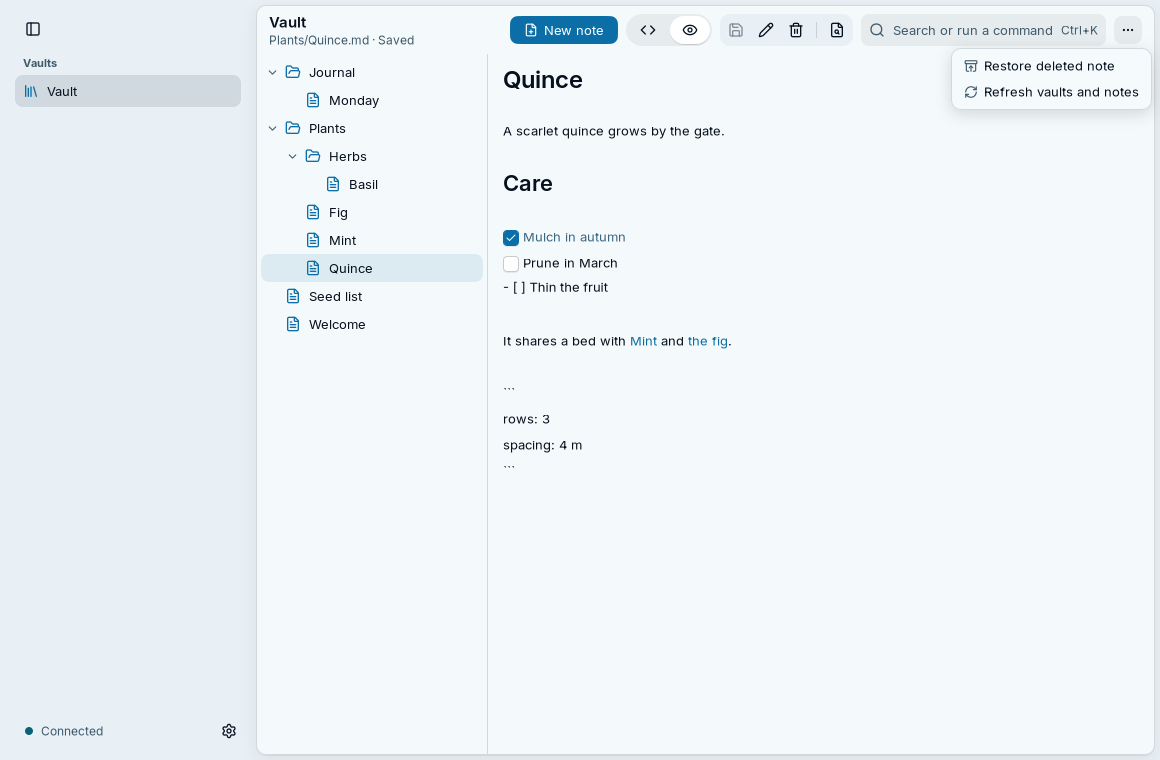 Vaults
Vault
Connected
Vault
Plants/Quince.md · Saved
New note
Search or run a command Ctrl+K
Restore deleted note
Refresh vaults and notes
Journal
Monday
Plants
Herbs
Basil
Fig
Mint
Quince
Seed list
Welcome
Quince
A scarlet quince grows by the gate.
Care
Mulch in autumn
Prune in March
- [ ] Thin the fruit
It shares a bed with Mint and the fig.
```
rows: 3
spacing: 4 m
```